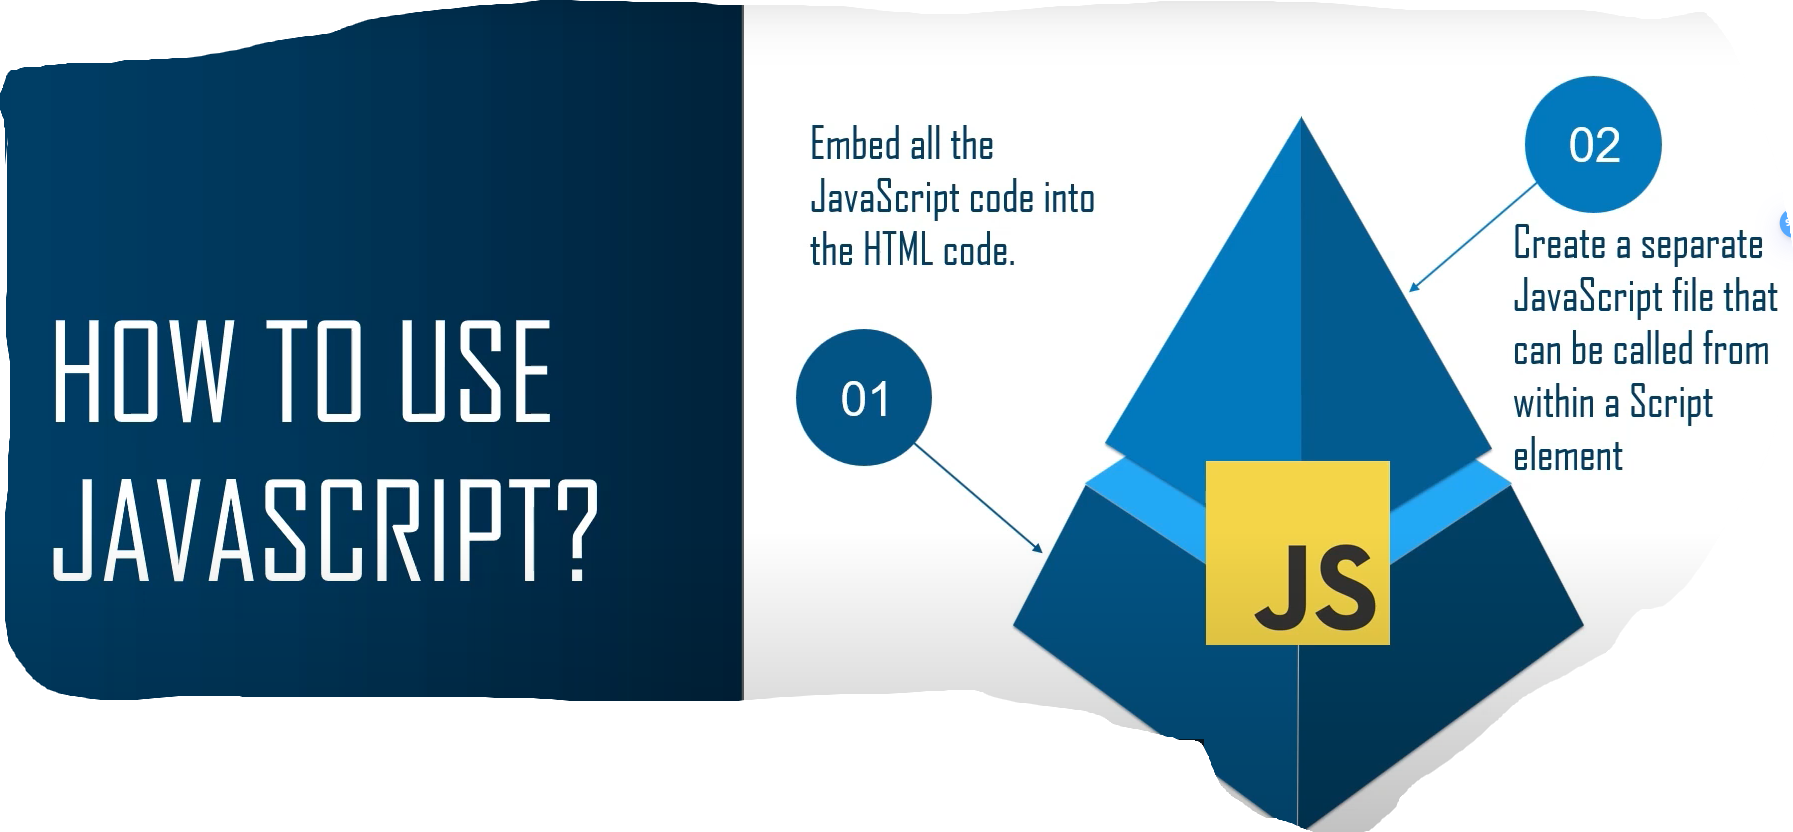 HOW TO USE
JAVASCRIPT?
Embed all the
JavaScript code into
the HTML code.
01
02
Create a separate
JavaScript file that
can be called from
within a Script
element
JS